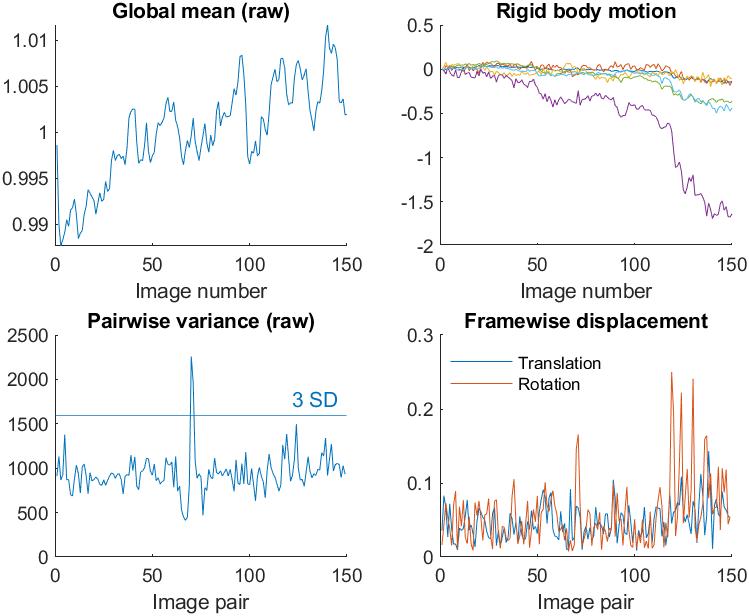 Global mean (raw)
1.01
1.005
1
0.995
0.99
0 50 100 150
Image number
Rigid body motion
0.5
0
-0.5
-1
-1.5
-2
0 50 100 150
Image number
Pairwise variance (raw)
2500
2000
1500
1000
500
0
3 SD
0 50 100 150
Image pair
Framewise displacement
0.3
0.2
0.1
0
Translation
Rotation
0 50 100 150
Image pair